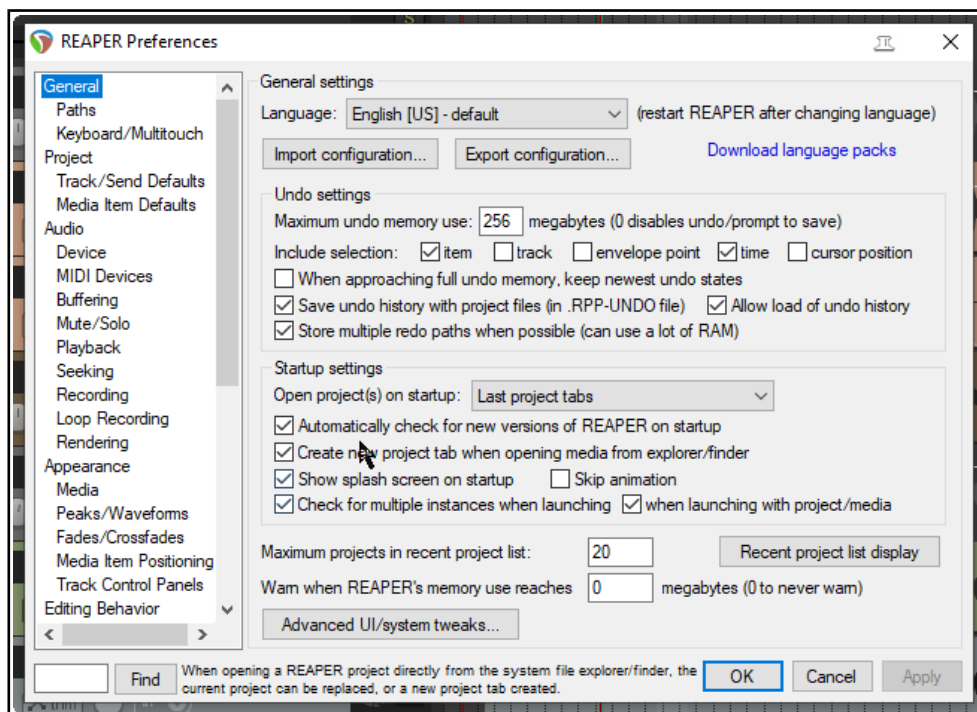 S
REAPER Preferences
General
Paths
Keyboard/Multitouch
Project
Track/Send Defaults
Media Item Defaults
Audio
Device
MIDI Devices
Buffering
Mute/Solo
Playback
Seeking
Recording
Loop Recording
Rendering
Appearance
Media
Peaks/Waveforms
Fades/Crossfades
Media Item Positioning
Track Control Panels
Editing Behavior
General settings
Language: English [US] - default (restart REAPER after changing language)
Import configuration... Export configuration... Download language packs
Undo settings
Maximum undo memory use: 256 megabytes (0 disables undo/prompt to save)
Include selection: item track envelope point time cursor position
When approaching full undo memory, keep newest undo states
Save undo history with project files (in .RPP-UNDO file) Allow load of undo history
Store multiple redo paths when possible (can use a lot of RAM)
Startup settings
Open project(s) on startup: Last project tabs
Automatically check for new versions of REAPER on startup
Create new project tab when opening media from explorer/finder
Show splash screen on startup Skip animation
Check for multiple instances when launching when launching with project/media
Maximum projects in recent project list: 20 Recent project list display
Warn when REAPER's memory use reaches 0 megabytes (0 to never warn)
Advanced UI/system tweaks...
Find
When opening a REAPER project directly from the system file explorer/finder, the
current project can be replaced, or a new project tab created.
OK Cancel Apply
trim